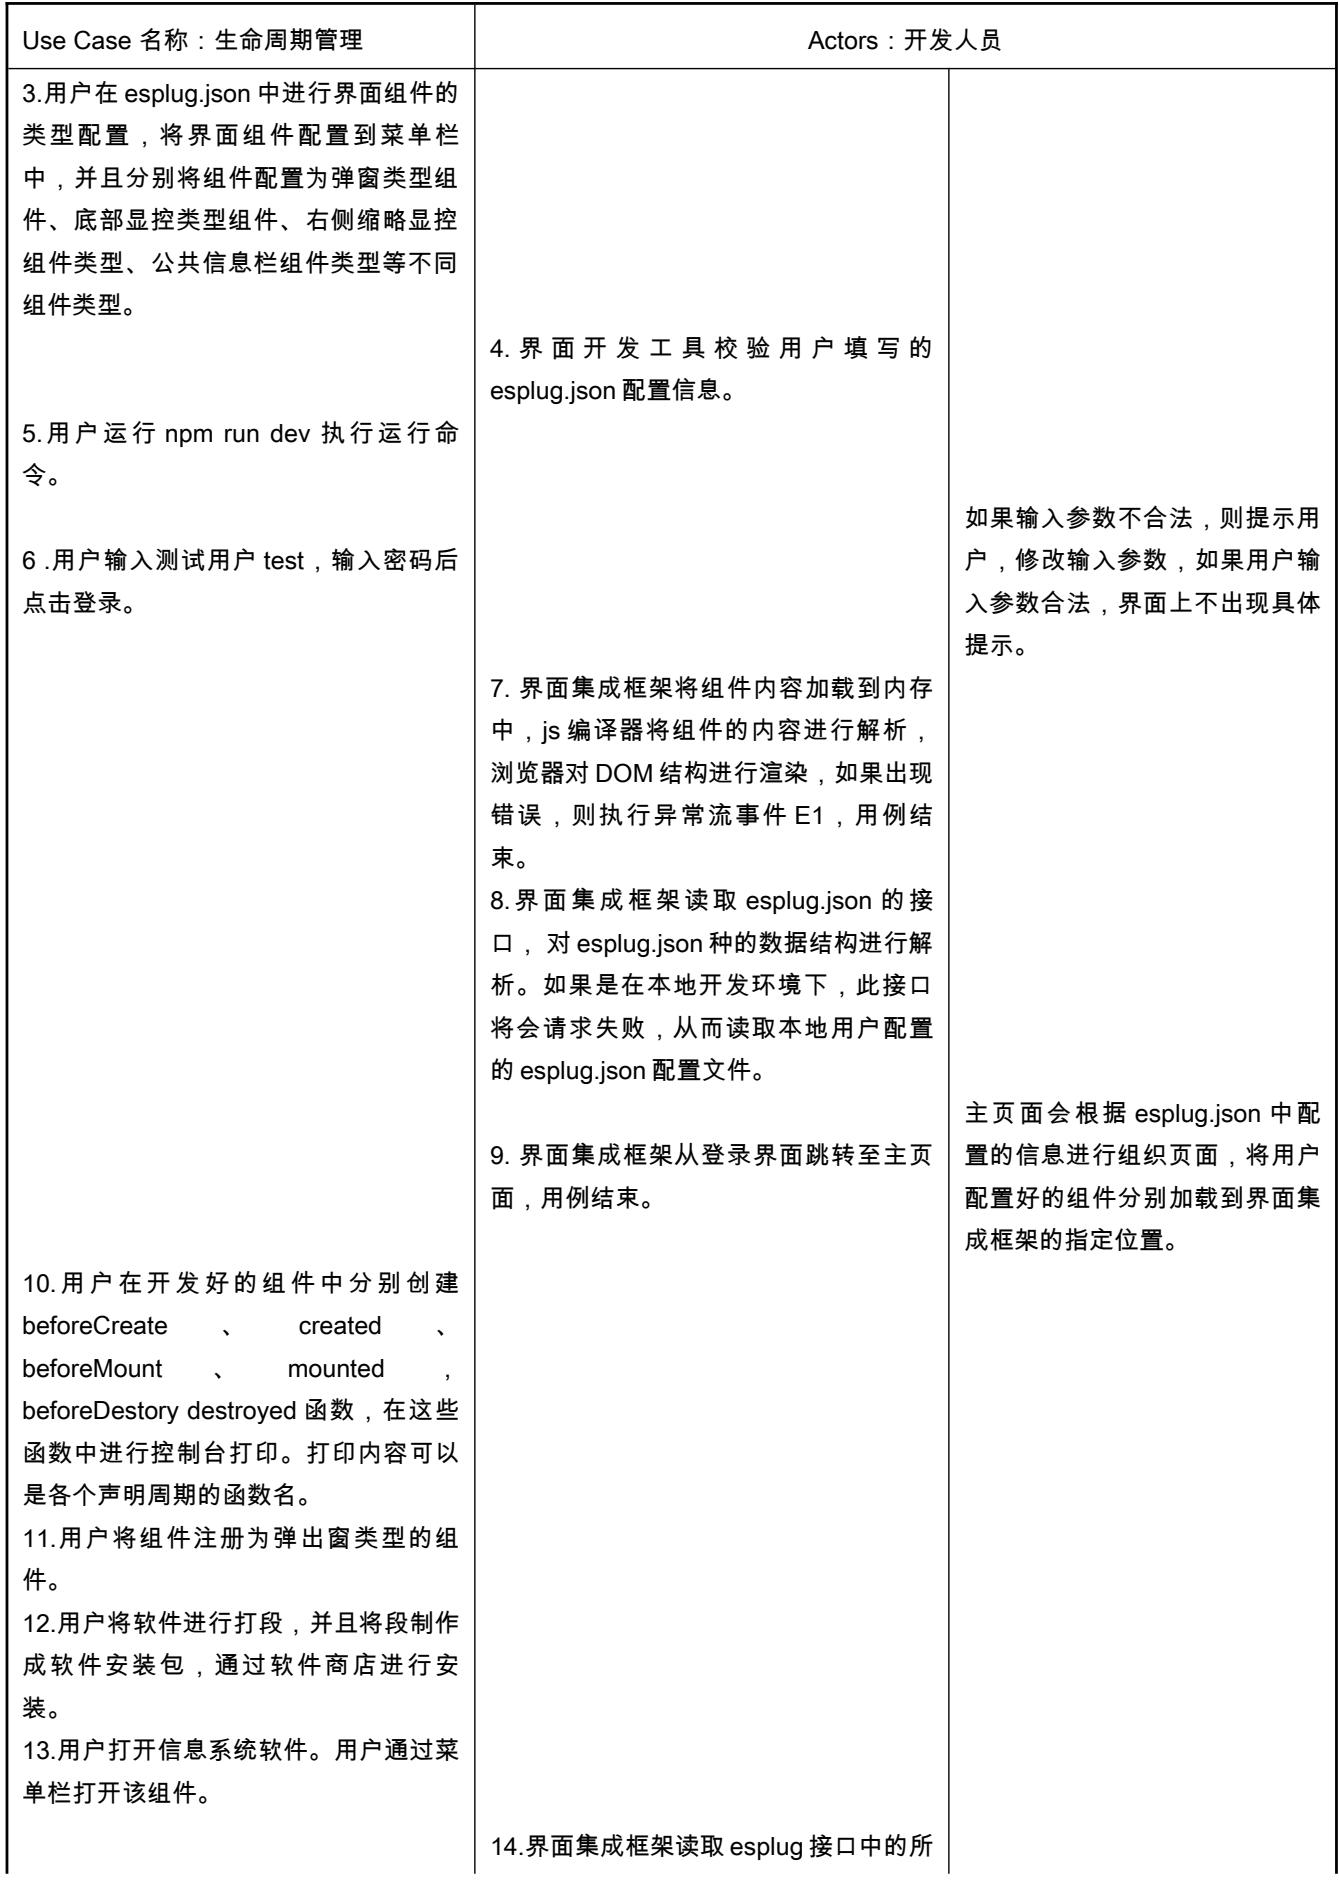 Use Case 名称：生命周期管理
Actors：开发人员
3.用户在 esplug.json 中进行界面组件的
类型配置，将界面组件配置到菜单栏
中，并且分别将组件配置为弹窗类型组
件、底部显控类型组件、右侧缩略显控
组件类型、公共信息栏组件类型等不同
组件类型。
4. 界面开发工具校验用户填写的
esplug.json 配置信息。
5.用户运行 npm run dev 执行运行命
令。
6 .用户输入测试用户 test，输入密码后
点击登录。
如果输入参数不合法，则提示用
户，修改输入参数，如果用户输
入参数合法，界面上不出现具体
提示。
7. 界面集成框架将组件内容加载到内存
中，js 编译器将组件的内容进行解析，
浏览器对 DOM 结构进行渲染，如果出现
错误，则执行异常流事件 E1，用例结
束。
8.界面集成框架读取 esplug.json 的接
口， 对 esplug.json 种的数据结构进行解
析。如果是在本地开发环境下，此接口
将会请求失败，从而读取本地用户配置
的 esplug.json 配置文件。
9. 界面集成框架从登录界面跳转至主页
面，用例结束。
主页面会根据 esplug.json 中配
置的信息进行组织页面，将用户
配置好的组件分别加载到界面集
成框架的指定位置。
10.用户在开发好的组件中分别创建
beforeCreate 、 created 、
beforeMount 、 mounted ,
beforeDestory destroyed 函数，在这些
函数中进行控制台打印。打印内容可以
是各个声明周期的函数名。
11.用户将组件注册为弹出窗类型的组
件。
12.用户将软件进行打段，并且将段制作
成软件安装包，通过软件商店进行安
装。
13.用户打开信息系统软件。用户通过菜
单栏打开该组件。
14.界面集成框架读取 esplug 接口中的所